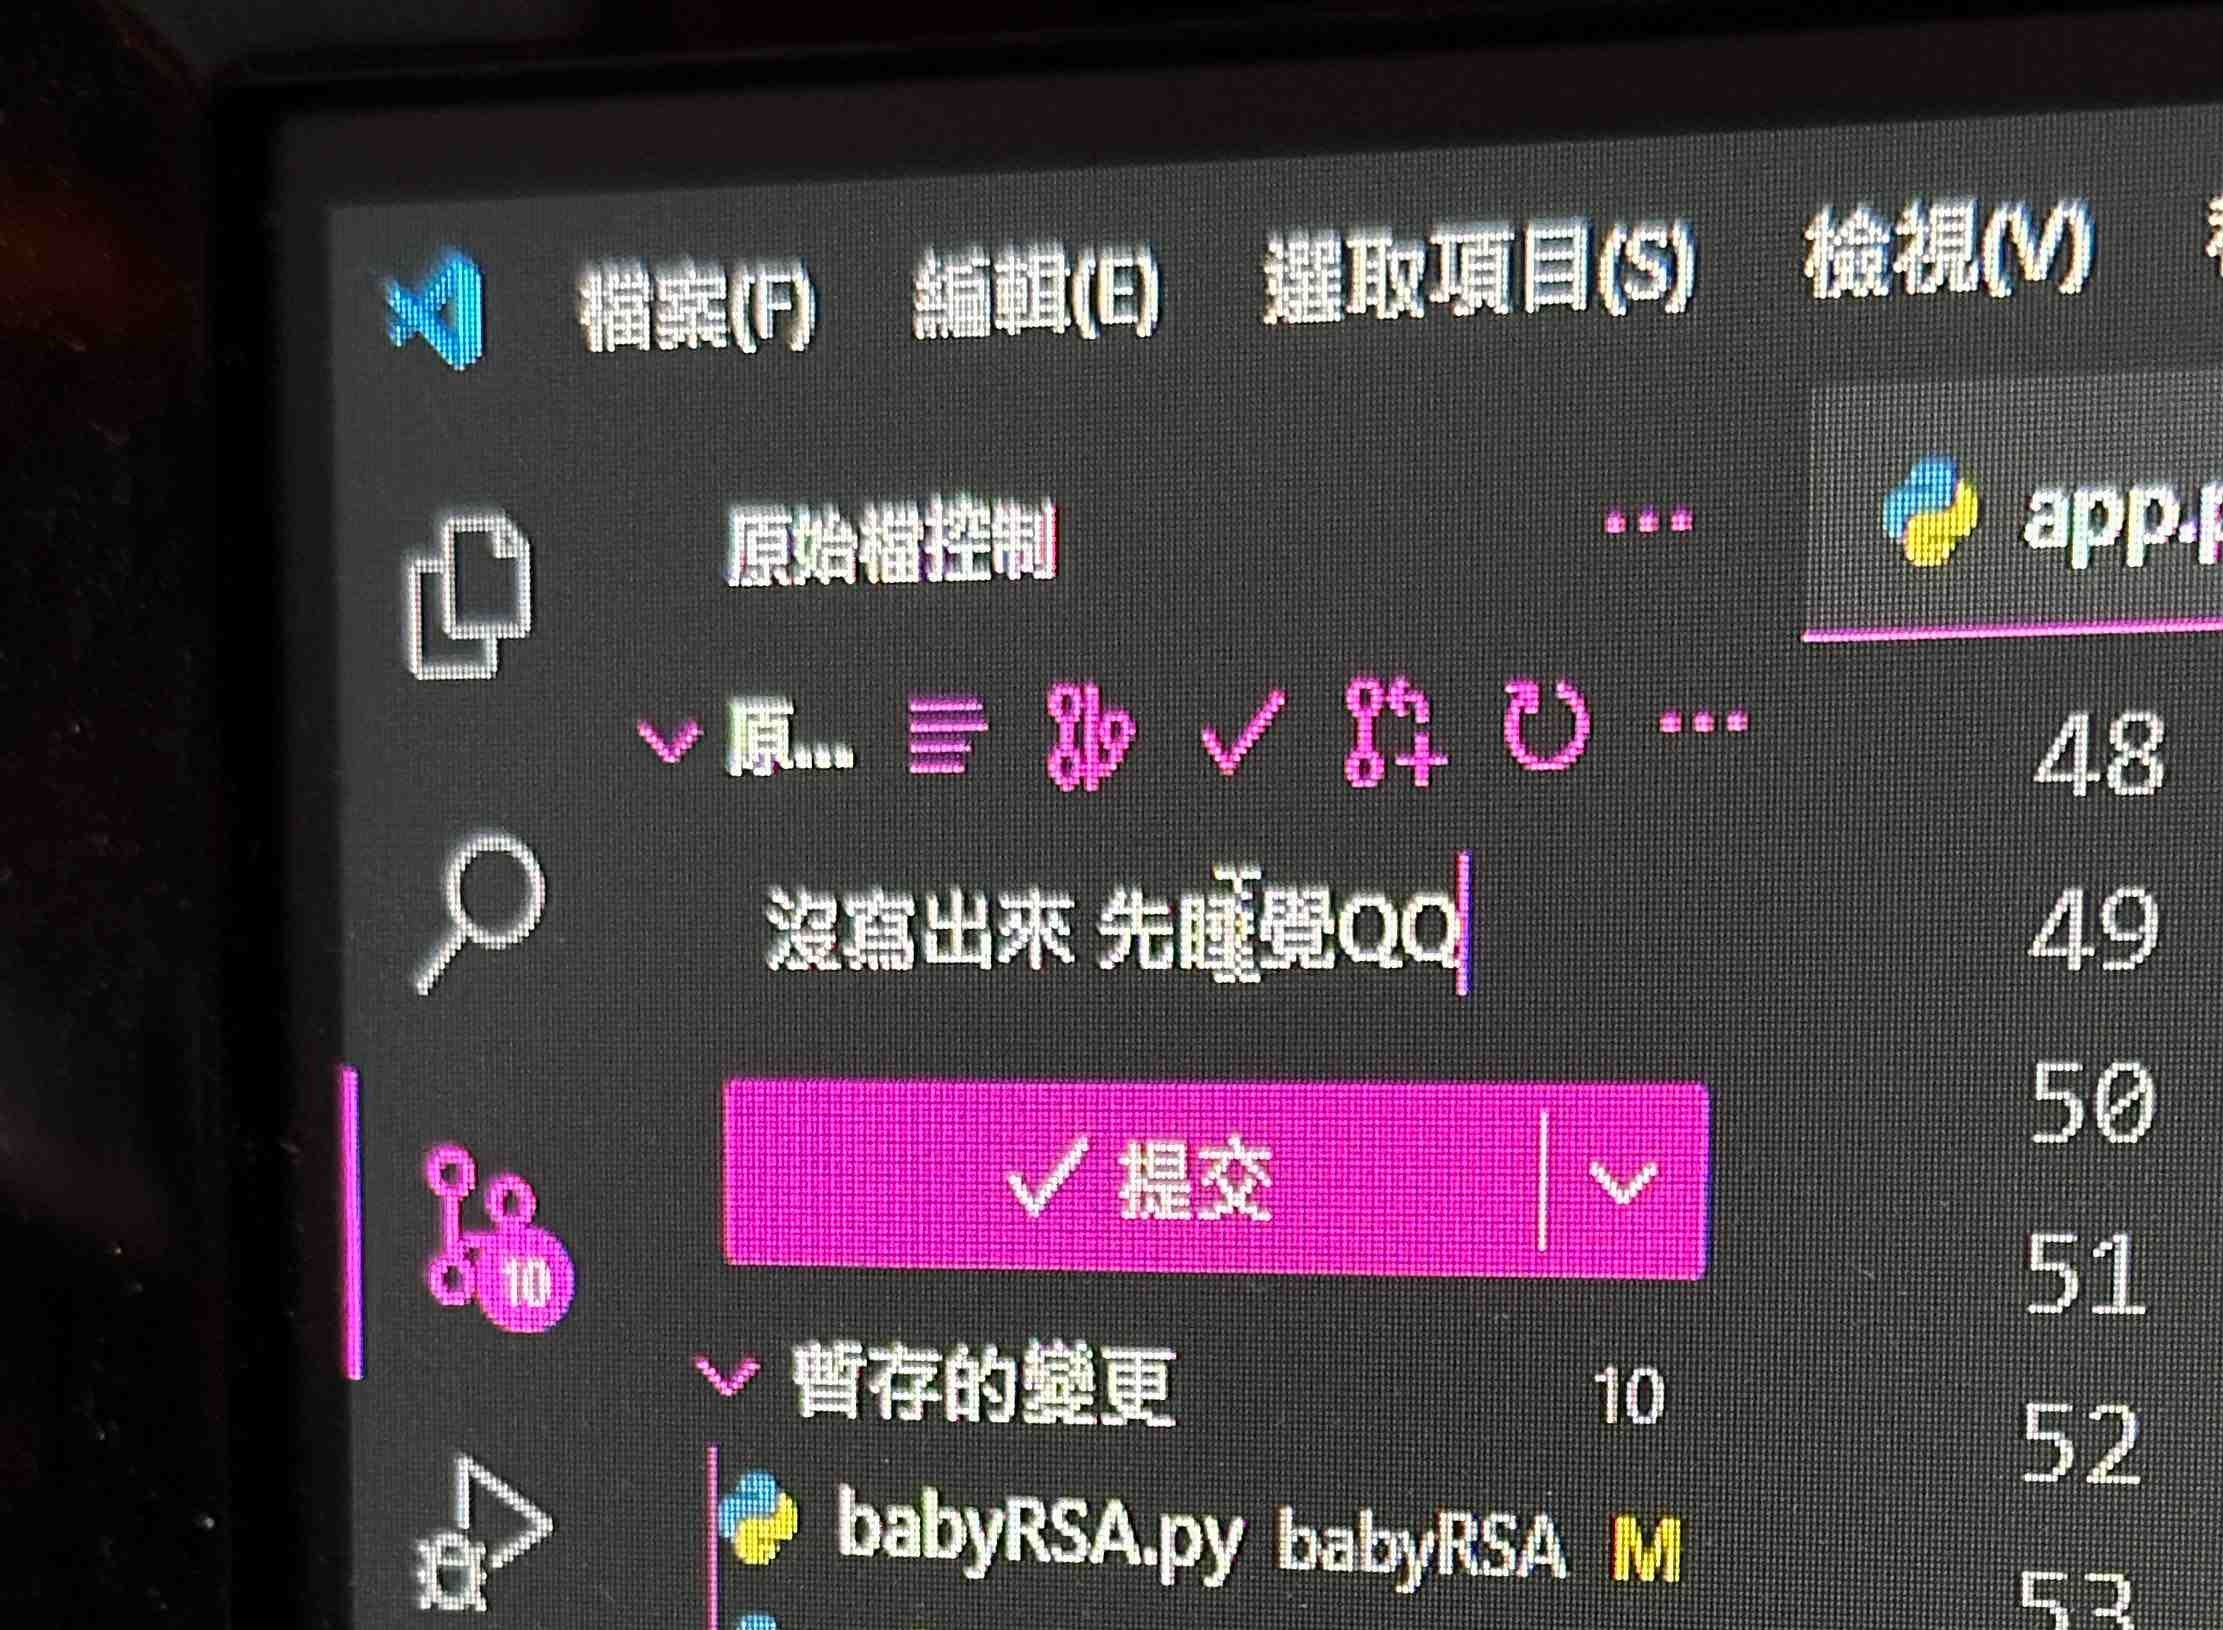 檔案(F) 編輯(E) 選取項目(S) 檢視(V)
原始檔控制 ...
app.p
原...
48
沒寫出來 先睡覺QQ
49
50
提交
51
10
暫存的變更 10
52
babyRSA.py babyRSA M
53